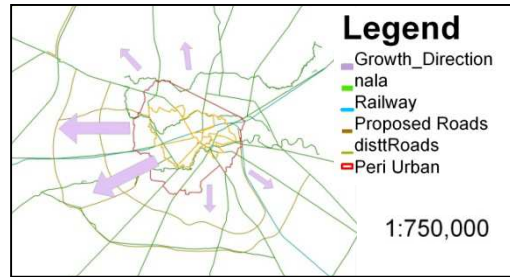 Legend
Growth_Direction
nala
Railway
Proposed Roads
disttRoads
Peri Urban
1:750,000